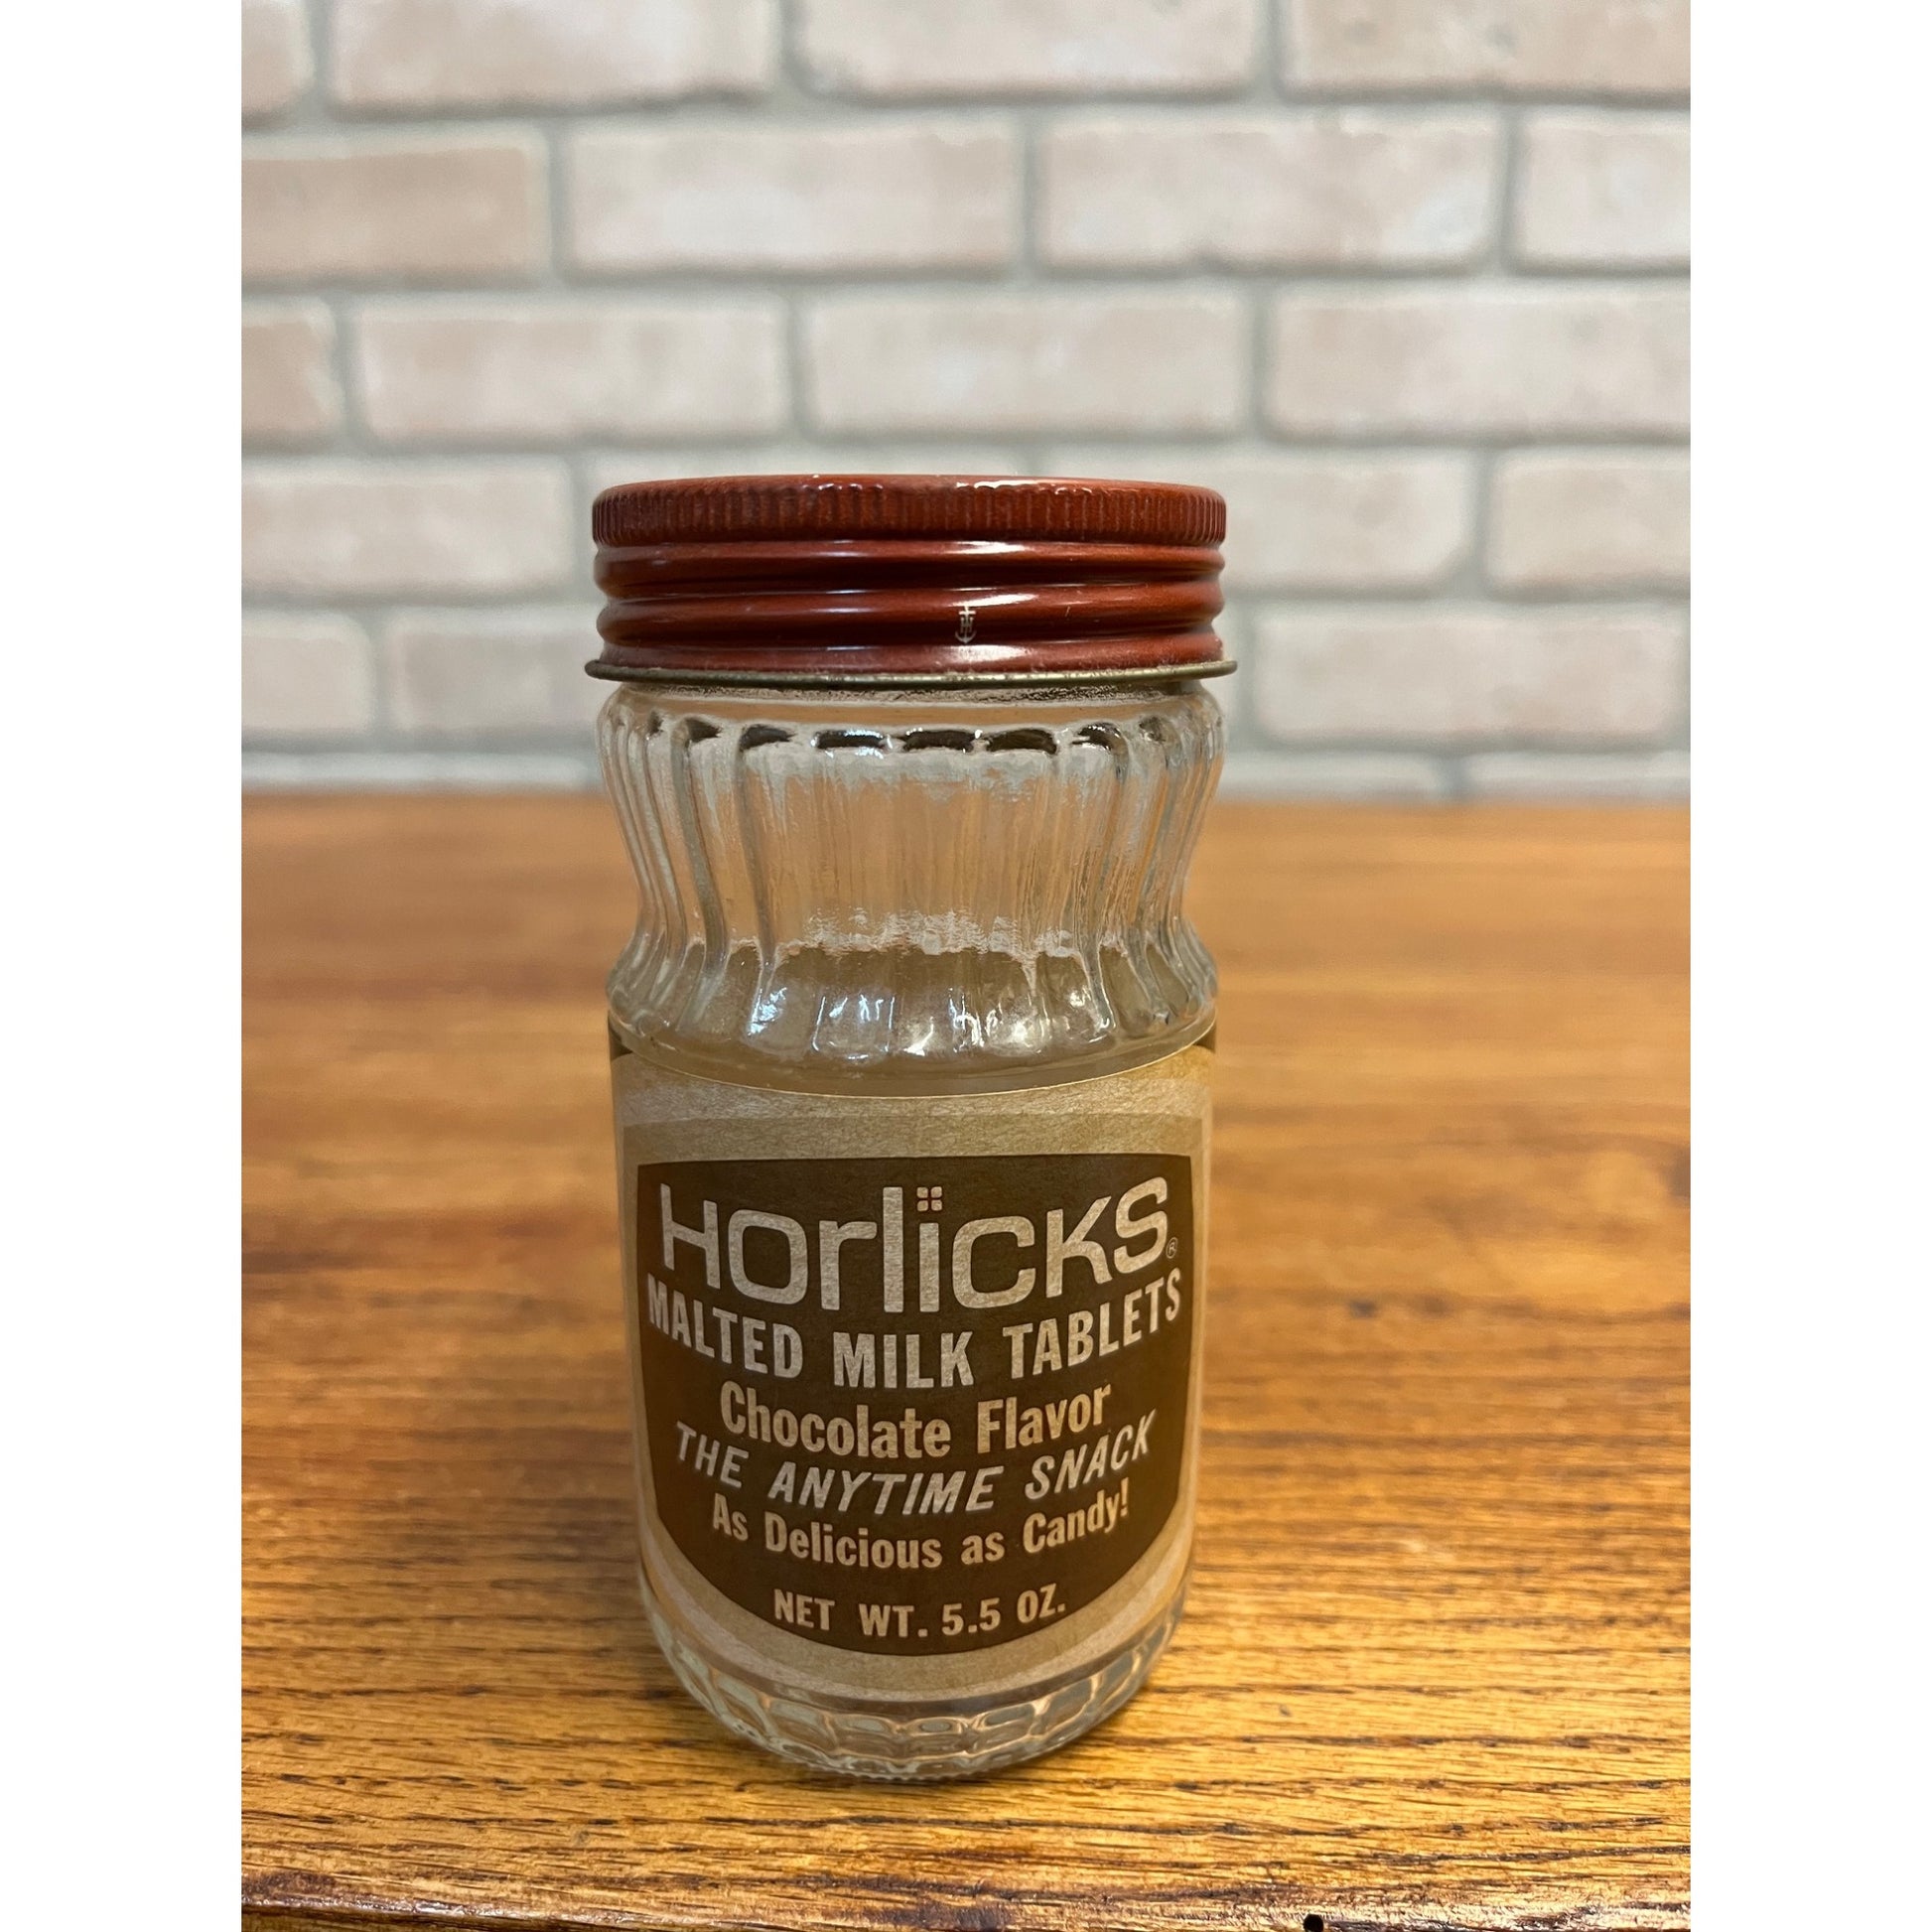 Horlicks®
MALTED MILK TABLETS
Chocolate Flavor
THE ANYTIME SNACK
As Delicious as Candy!
NET WT. 5.5 OZ.